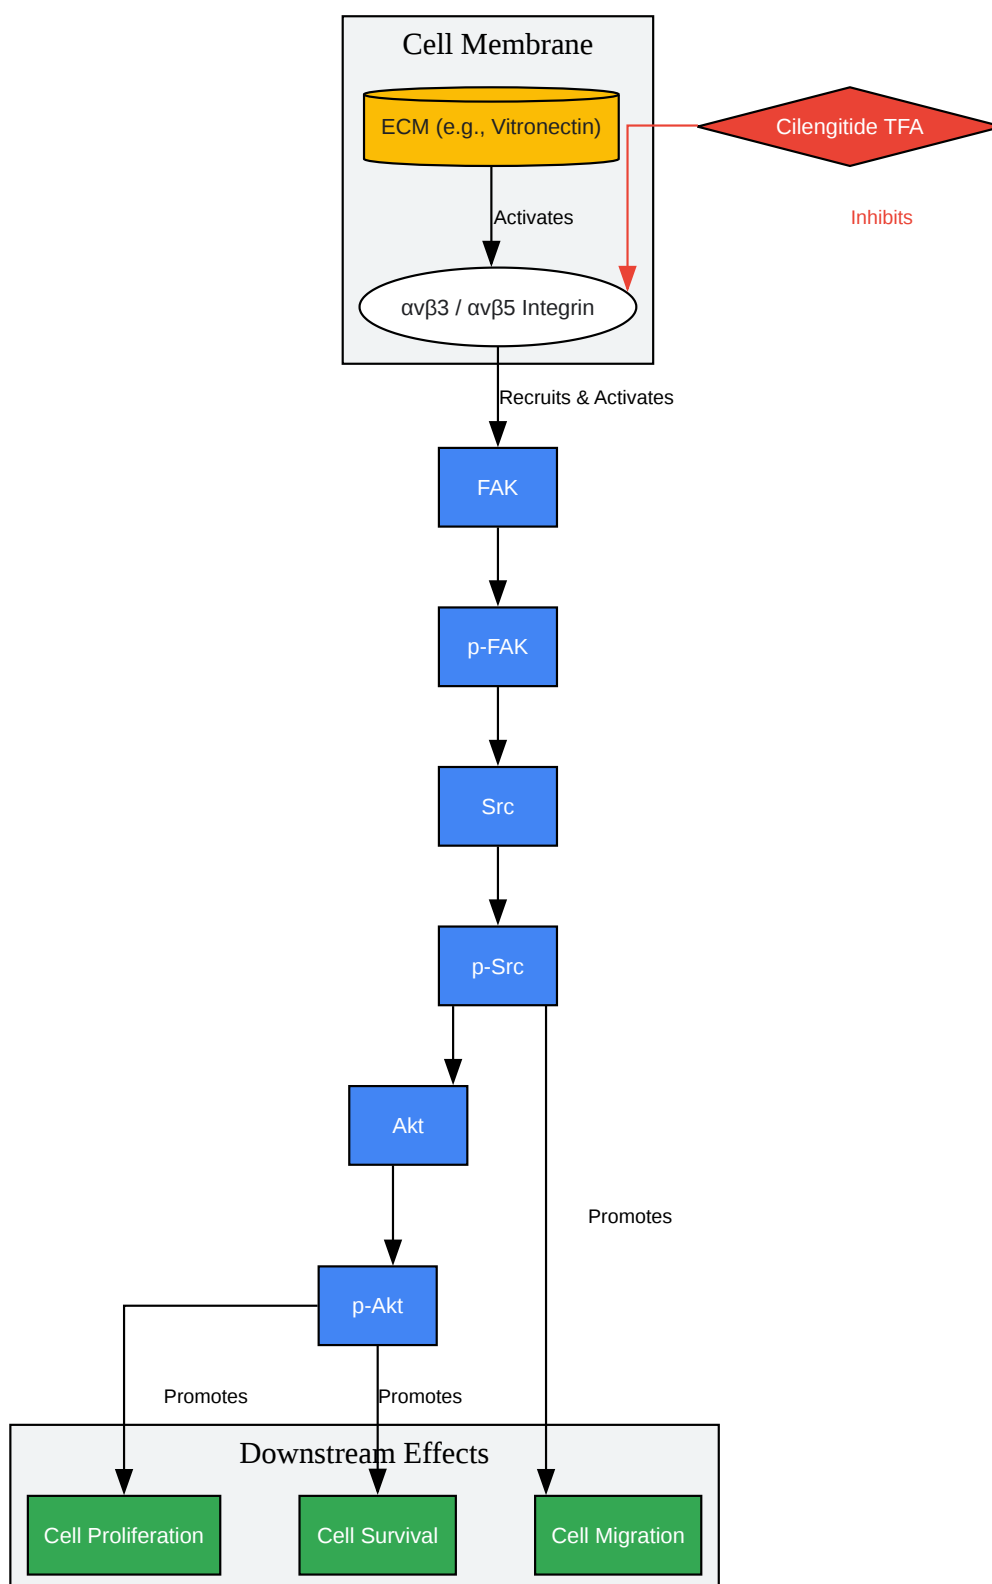 Cell Membrane
ECM (e.g., Vitronectin)
Cilengitide TFA
Activates
Inhibits
αvβ3 / αvβ5 Integrin
Recruits & Activates
FAK
p-FAK
Src
p-Src
Akt
Promotes
p-Akt
Promotes
Promotes
Downstream Effects
Cell Proliferation
Cell Survival
Cell Migration